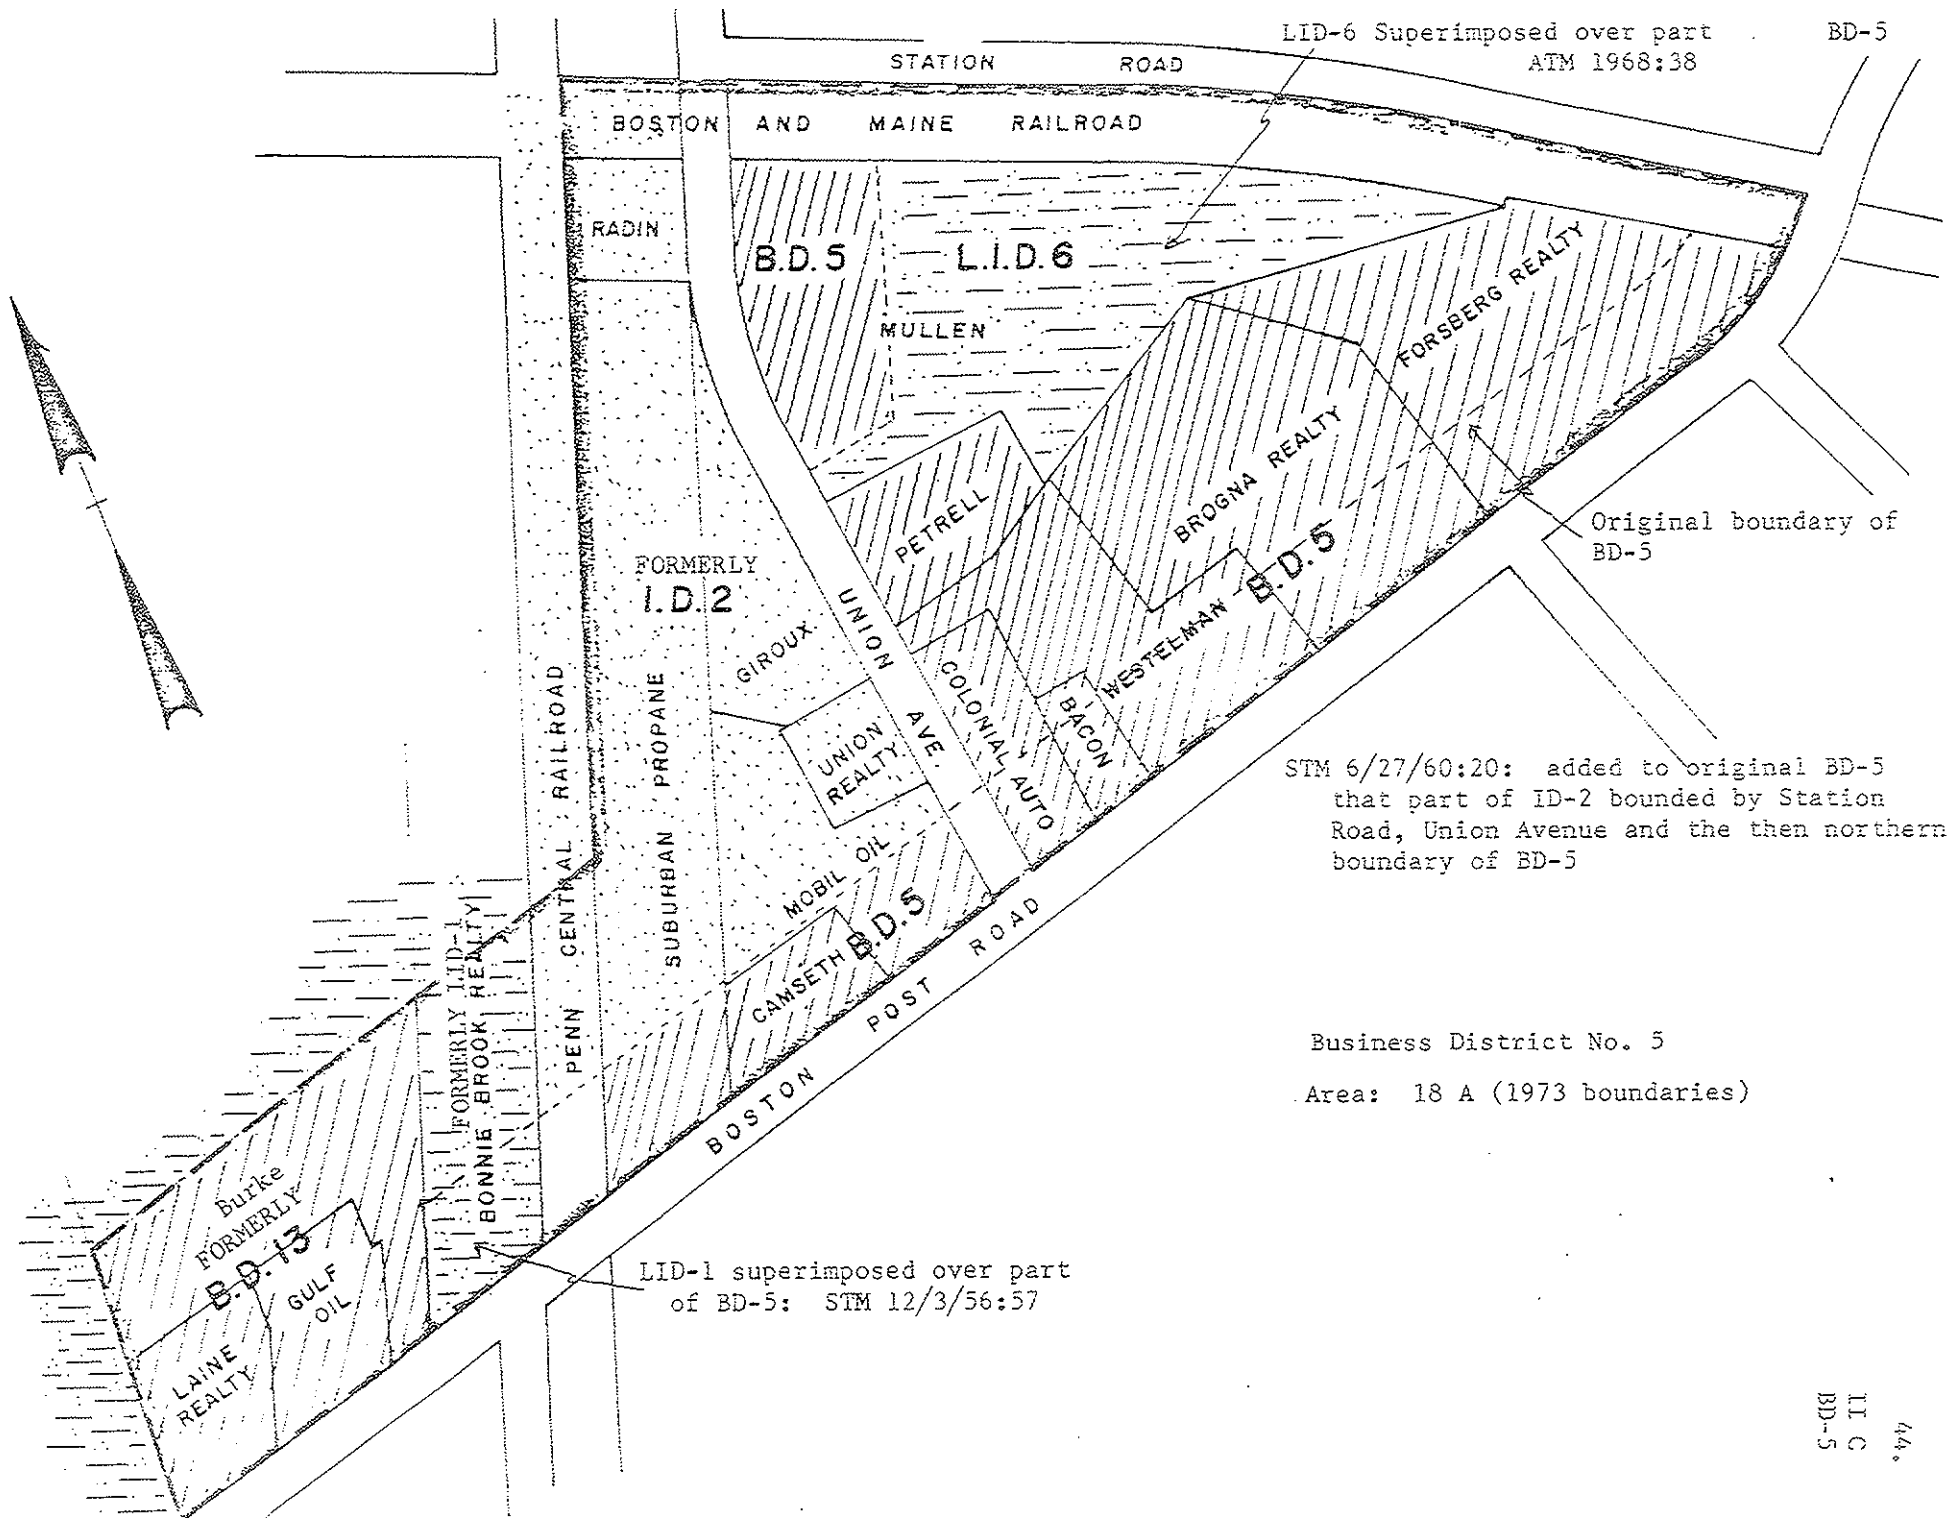 LID-6 Superimposed over part
ATM 1968:38
BD-5
STATION ROAD
BOSTON AND MAINE RAILROAD
RADIN
B.D. 5
L.I.D. 6
MULLEN
FORSBERG REALTY
BROGNA REALTY
PETRELL
Original boundary of
BD-5
FORMERLY
I.D. 2
UNION AVE.
GIROUX
WESTELMAN
B.D. 5
COLONIAL AUTO
BACON
UNION
REALTY
PENN CENTRAL RAILROAD
SUBURBAN PROPANE
MOBIL OIL
STM 6/27/60:20: added to original BD-5
that part of ID-2 bounded by Station
Road, Union Avenue and the then northern
boundary of BD-5
CAMSETH
B.D. 5
BOSTON POST ROAD
FORMERLY LID-1
BONNIE BROOK REALTY
Business District No. 5
Area: 18 A (1973 boundaries)
Burke
FORMERLY
B.D. 13
GULF
OIL
LAINE
REALTY
LID-1 superimposed over part
of BD-5: STM 12/3/56:57
44.
II C
BD-5